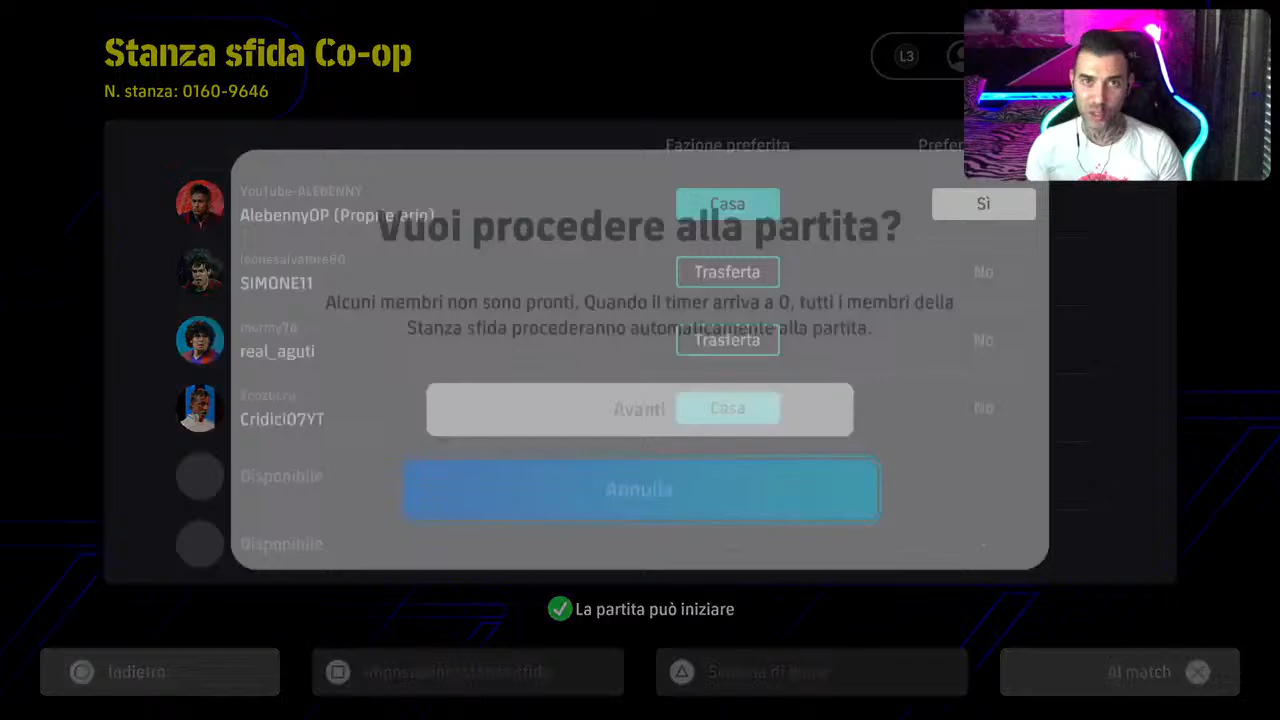 Stanza sfida Co-op
N. stanza: 0160-9646
L3
Fazione preferita
YouTube-ALEBENNY
AlebennyOP (Proprietario)
Casa
Sì
Vuoi procedere alla partita?
leonesalvatore80
SIMONE11
Trasferta
No
Alcuni membri non sono pronti. Quando il timer arriva a 0, tutti i membri della
Stanza sfida procederanno automaticamente alla partita.
real_aguti
Trasferta
No
Cridici07YT
Avanti
Casa
No
Disponibile
Annulla
Disponibile
La partita può iniziare
Indietro
Al match